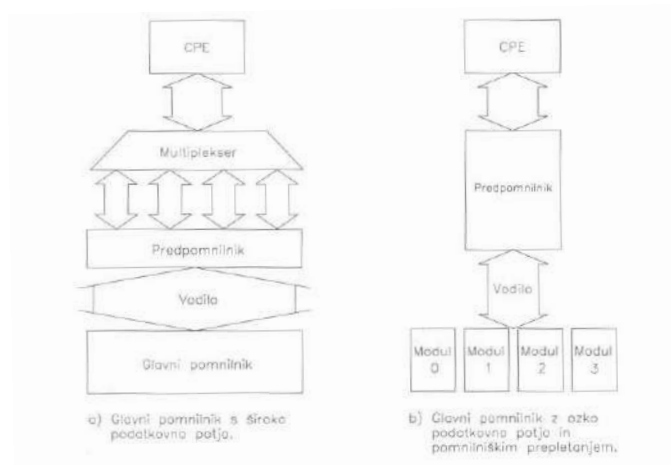 CPE
Multiplekser
Predpomnilnik
Vodilo
Glavni pomnilnik
a) Glavni pomnilnik s široko
podatkovno potjo.
CPE
Predpomnilnik
Vodilo
Modul
0
Modul
1
Modul
2
Modul
3
b) Glavni pomnilnik z ozko
podatkovno potjo in
pomnilniškim prepletanjem.